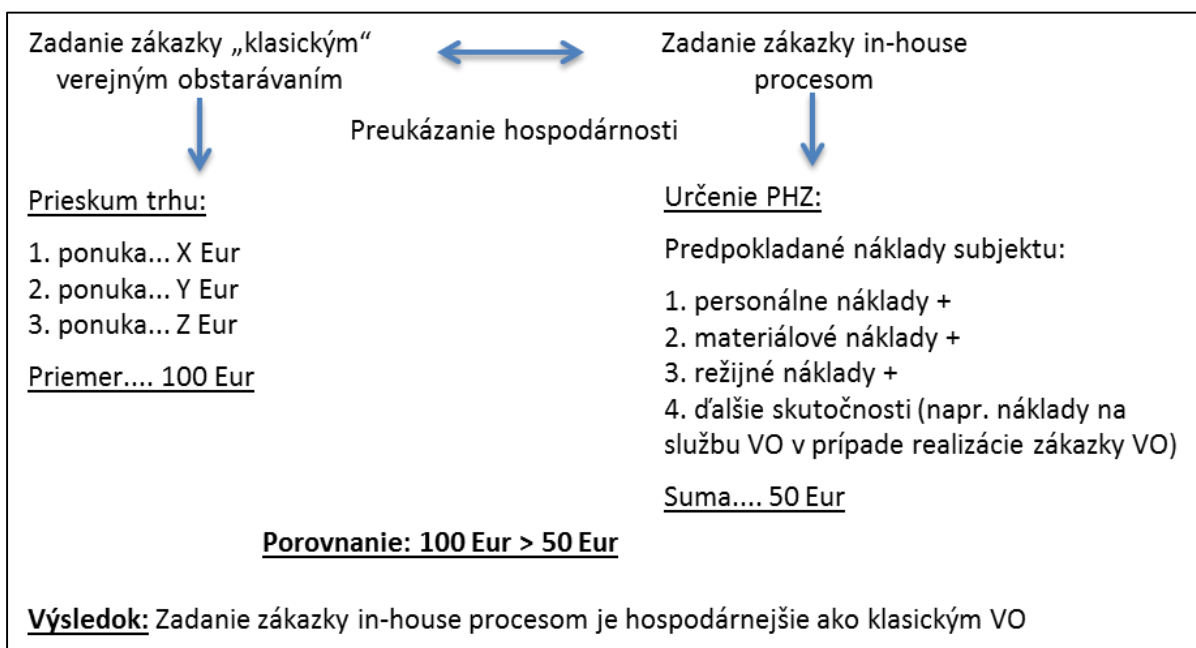 Zadanie zákazky „klasickým“
verejným obstarávaním
Zadanie zákazky in-house
procesom
Preukázanie hospodárnosti
Prieskum trhu:
1. ponuka... X Eur
2. ponuka... Y Eur
3. ponuka... Z Eur
Priemer.... 100 Eur
Určenie PHZ:
Predpokladané náklady subjektu:
1. personálne náklady +
2. materiálové náklady +
3. režijné náklady +
4. ďalšie skutočnosti (napr. náklady na
službu VO v prípade realizácie zákazky VO)
Suma.... 50 Eur
Porovnanie: 100 Eur > 50 Eur
Výsledok: Zadanie zákazky in-house procesom je hospodárnejšie ako klasickým VO